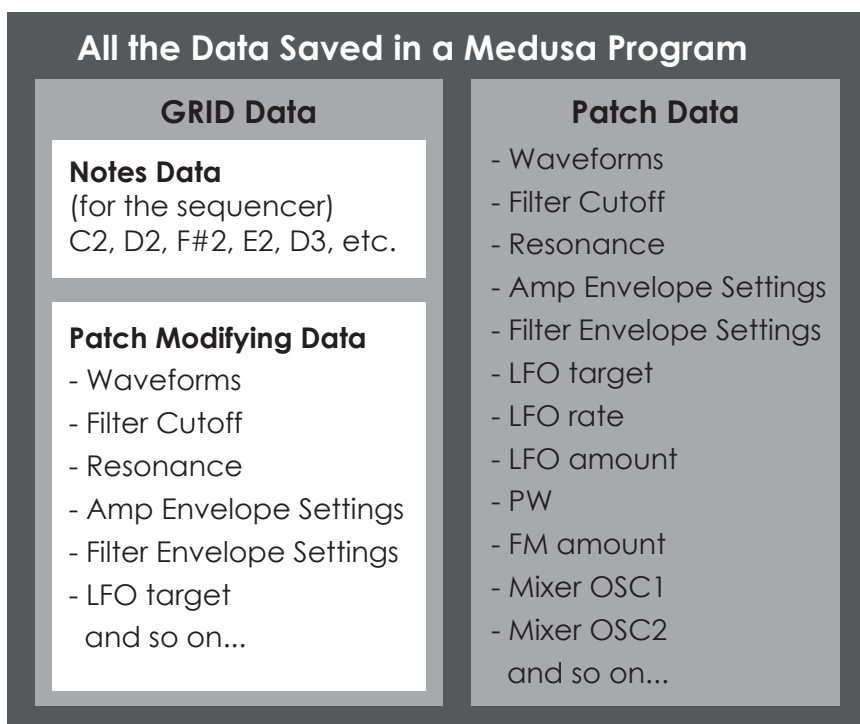 All the Data Saved in a Medusa Program
GRID Data
Notes Data
(for the sequencer)
C2, D2, F#2, E2, D3, etc.
Patch Modifying Data
- Waveforms
- Filter Cutoff
- Resonance
- Amp Envelope Settings
- Filter Envelope Settings
- LFO target
and so on...
Patch Data
- Waveforms
- Filter Cutoff
- Resonance
- Amp Envelope Settings
- Filter Envelope Settings
- LFO target
- LFO rate
- LFO amount
- PW
- FM amount
- Mixer OSC1
- Mixer OSC2
and so on...